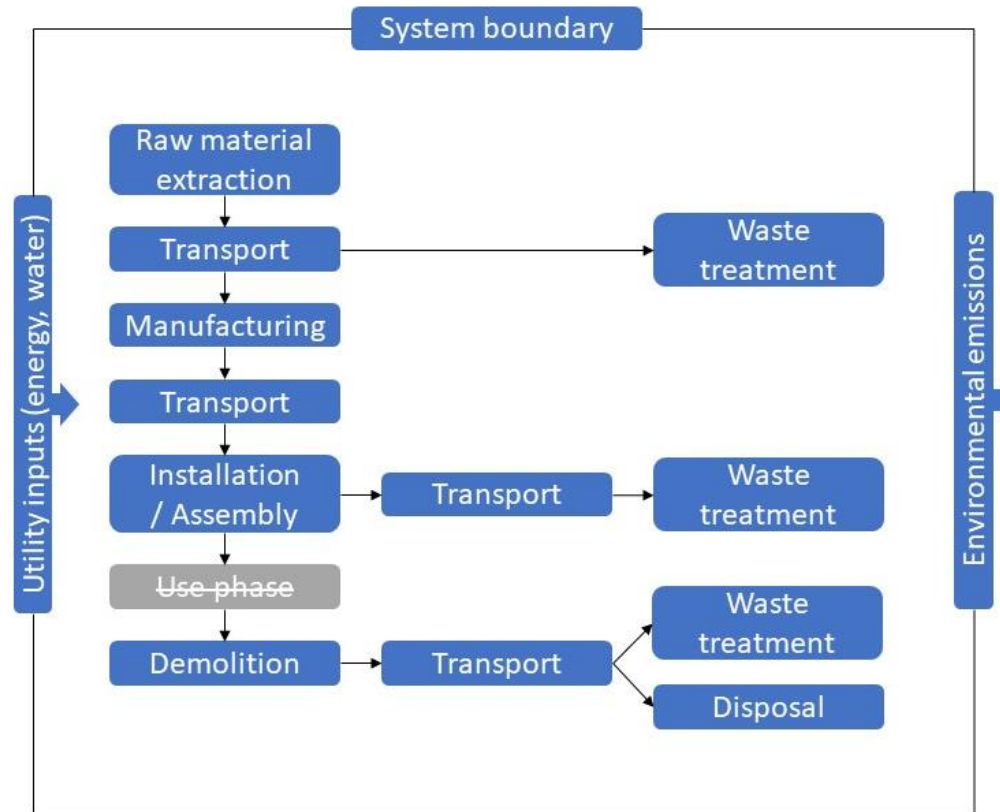 System boundary
Raw material
extraction
Transport
Waste
treatment
Manufacturing
Transport
Installation
/ Assembly
Transport
Waste
treatment
Use phase
Demolition
Transport
Waste
treatment
Disposal
Utility inputs (energy, water)
Environmental emissions